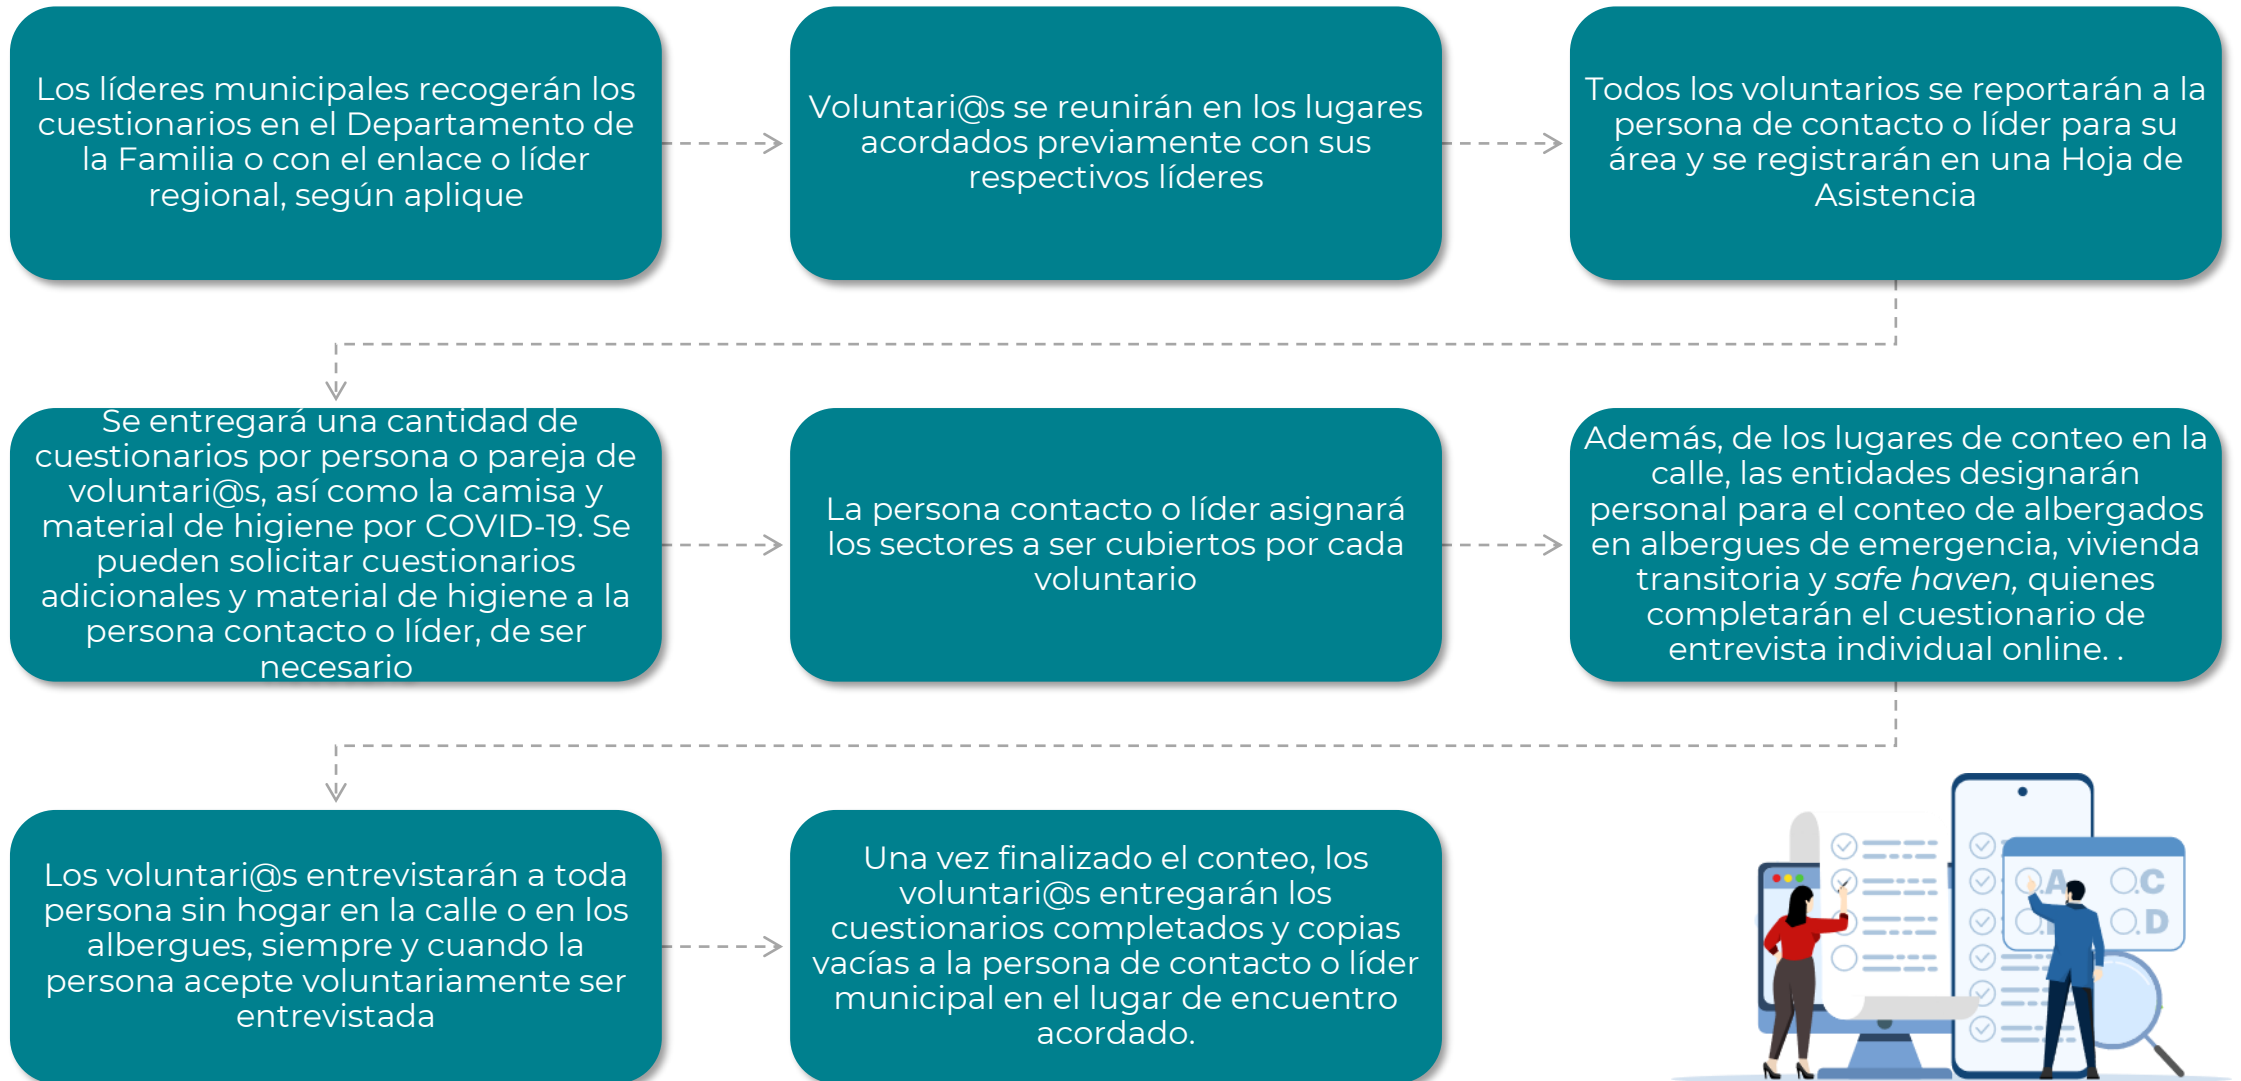 Los líderes municipales recogerán los
cuestionarios en el Departamento de
la Familia o con el enlace o líder
regional, según aplique
Voluntari@s se reunirán en los lugares
acordados previamente con sus
respectivos líderes
Todos los voluntarios se reportarán a la
persona de contacto o líder para su
área y se registrarán en una Hoja de
Asistencia
Se entregará una cantidad de
cuestionarios por persona o pareja de
voluntari@s, así como la camisa y
material de higiene por COVID-19. Se
pueden solicitar cuestionarios
adicionales y material de higiene a la
persona contacto o líder, de ser
necesario
La persona contacto o líder asignará
los sectores a ser cubiertos por cada
voluntario
Además, de los lugares de conteo en la
calle, las entidades designarán
personal para el conteo de albergados
en albergues de emergencia, vivienda
transitoria y safe haven, quienes
completarán el cuestionario de
entrevista individual online. .
Los voluntari@s entrevistarán a toda
persona sin hogar en la calle o en los
albergues, siempre y cuando la
persona acepte voluntariamente ser
entrevistada
Una vez finalizado el conteo, los
voluntari@s entregarán los
cuestionarios completados y copias
vacías a la persona de contacto o líder
municipal en el lugar de encuentro
acordado.
.A .C
.D